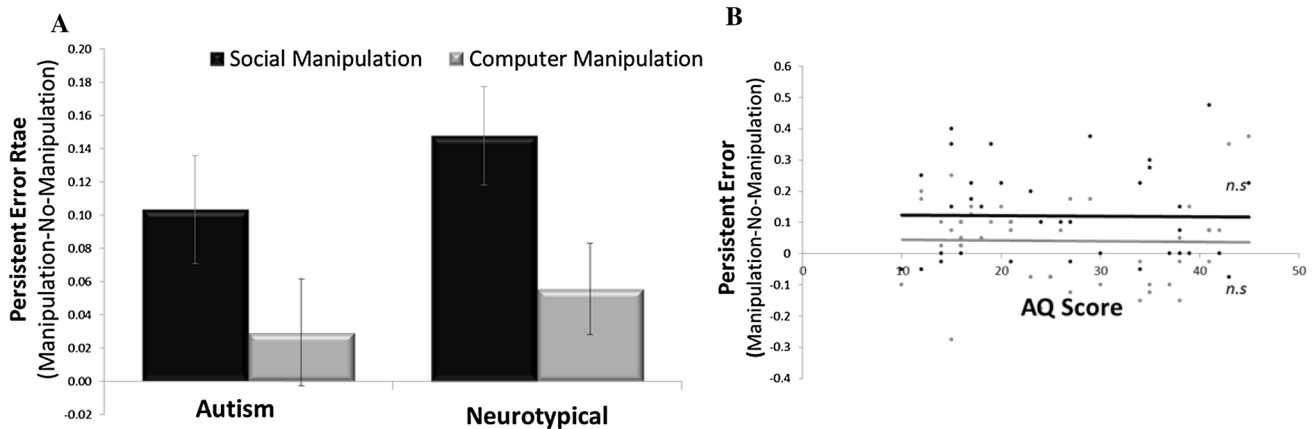 A
Persistent Error Rtae
(Manipulation-No-Manipulation)
0.20
0.18
0.16
0.14
0.12
0.10
0.08
0.06
0.04
0.02
0.00
-0.02
Social Manipulation
Computer Manipulation
Autism
Neurotypical
B
Persistent Error
(Manipulation-No-Manipulation)
0.6
0.5
0.4
0.3
0.2
0.1
0
-0.1
-0.2
-0.3
-0.4
0
10
20
30
40
50
n.s
n.s
AQ Score